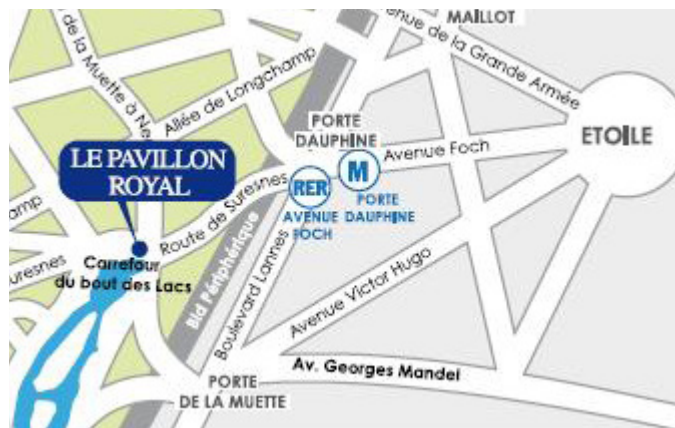 MAILLOT
Avenue de la Grande Armée
de la Muette à Ne
Allée de Longchamp
PORTE
DAUPHINE
ETOILE
Avenue Foch
LE PAVILLON
ROYAL
M
RER
PORTE
DAUPHINE
AVENUE
FOCH
Route de Suresnes
amp
uresnes
Carrefour
du bout des Lacs
Bld Périphérique
Boulevard Lannes
Avenue Victor Hugo
Av. Georges Mandel
PORTE
DE LA MUETTE